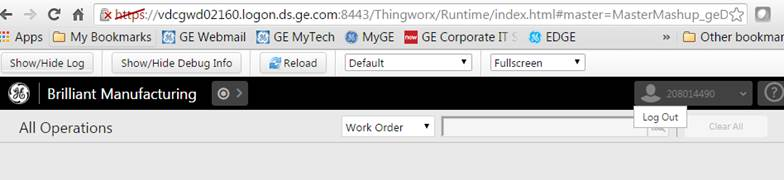 https://vdcgwd02160.logon.ds.ge.com:8443/Thingworx/Runtime/index.html#master=MasterMashup_geD
Apps My Bookmarks GE Webmail GE MyTech MyGE now GE Corporate IT S EDGE » Other bookmar
Show/Hide Log Show/Hide Debug Info Reload Default Fullscreen
Brilliant Manufacturing 208014490 ?
Log Out
All Operations Work Order Clear All